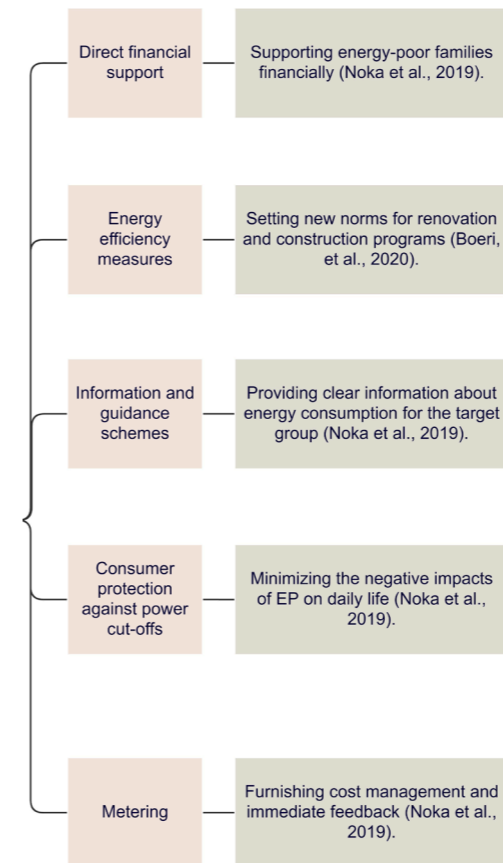 Direct financial
support
Supporting energy-poor families
financially (Noka et al., 2019).
Energy
efficiency
measures
Setting new norms for renovation
and construction programs (Boeri,
et al., 2020).
Information and
guidance
schemes
Providing clear information about
energy consumption for the target
group (Noka et al., 2019).
Consumer
protection
against power
cut-offs
Minimizing the negative impacts
of EP on daily life (Noka et al.,
2019).
Metering
Furnishing cost management and
immediate feedback (Noka et al.,
2019).